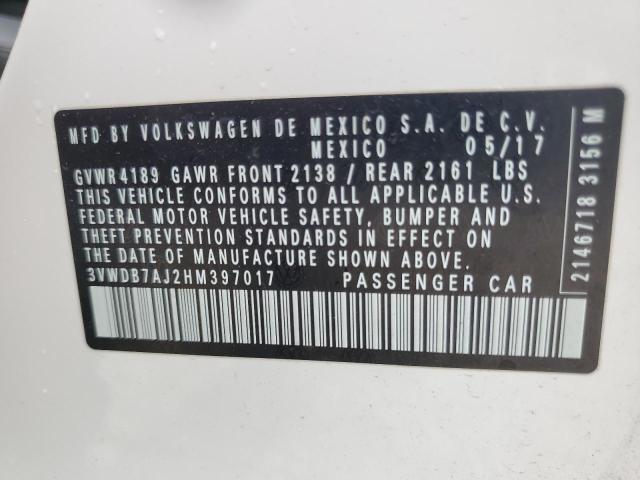 MFD BY VOLKSWAGEN DE MEXICO S.A. DE C.V.
MEXICO 05/17
GVWR 4189 GAWR FRONT 2138 / REAR 2161 LBS
THIS VEHICLE CONFORMS TO ALL APPLICABLE U.S.
FEDERAL MOTOR VEHICLE SAFETY, BUMPER AND
THEFT PREVENTION STANDARDS IN EFFECT ON
THE DATE OF MANUFACTURE SHOWN ABOVE.
3VWDB7AJ2HM397017 PASSENGER CAR
2146718 3156 M